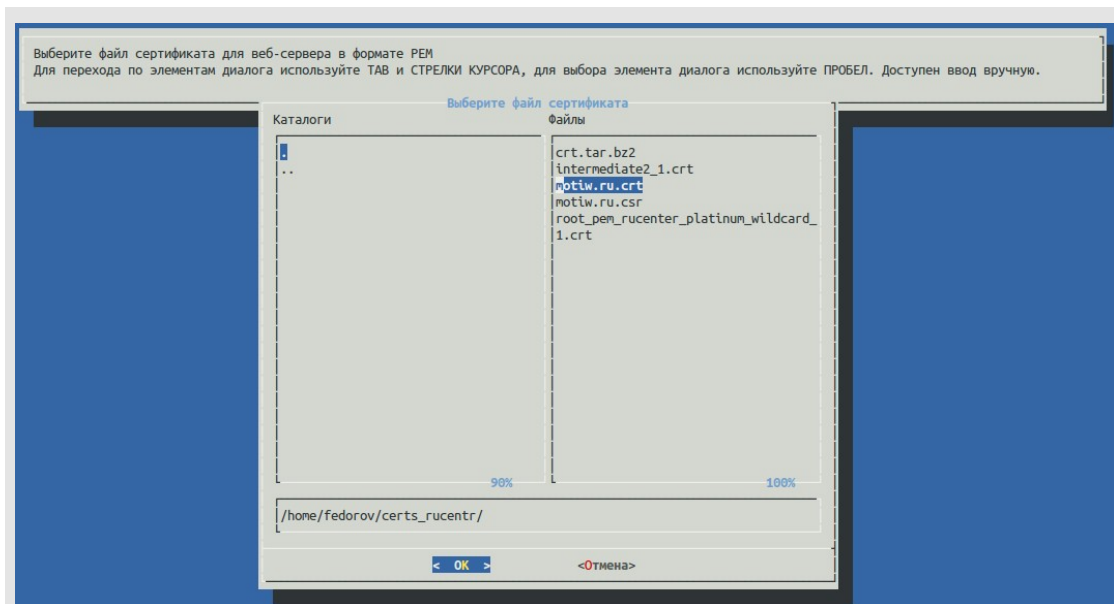 Выберите файл сертификата для веб-сервера в формате PEM
Для перехода по элементам диалога используйте TAB и СТРЕЛКИ КУРСОРА, для выбора элемента диалога используйте ПРОБЕЛ. Доступен ввод вручную.
Выберите файл сертификата
Каталоги
Файлы
.
..
crt.tar.bz2
intermediate2_1.crt
motiw.ru.crt
motiw.ru.csr
root_pem_rucenter_platinum_wildcard_
1.crt
90%
100%
/home/fedorov/certs_rucentr/
< OK >
<Отмена>